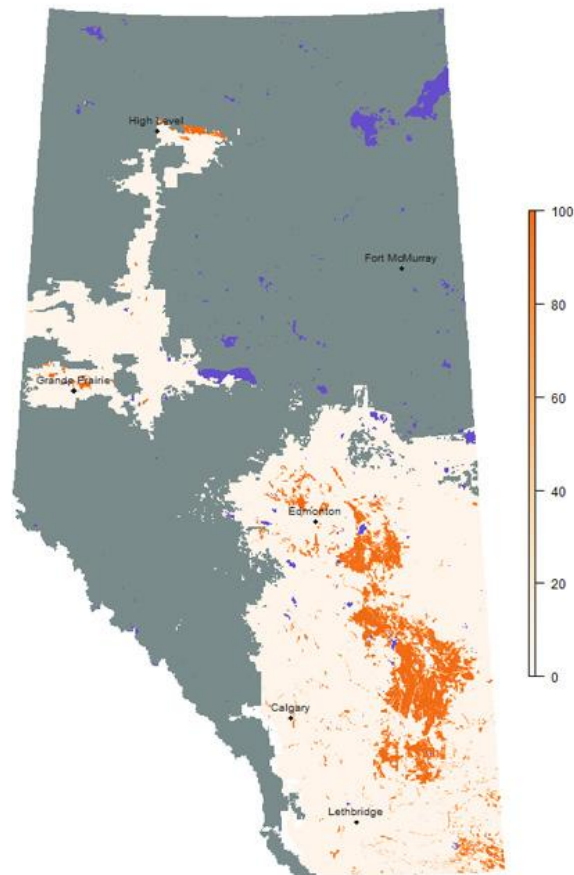 High Level
100
80
Fort McMurray
60
Grande Prairie
40
Edmonton
20
0
Calgary
Lethbridge